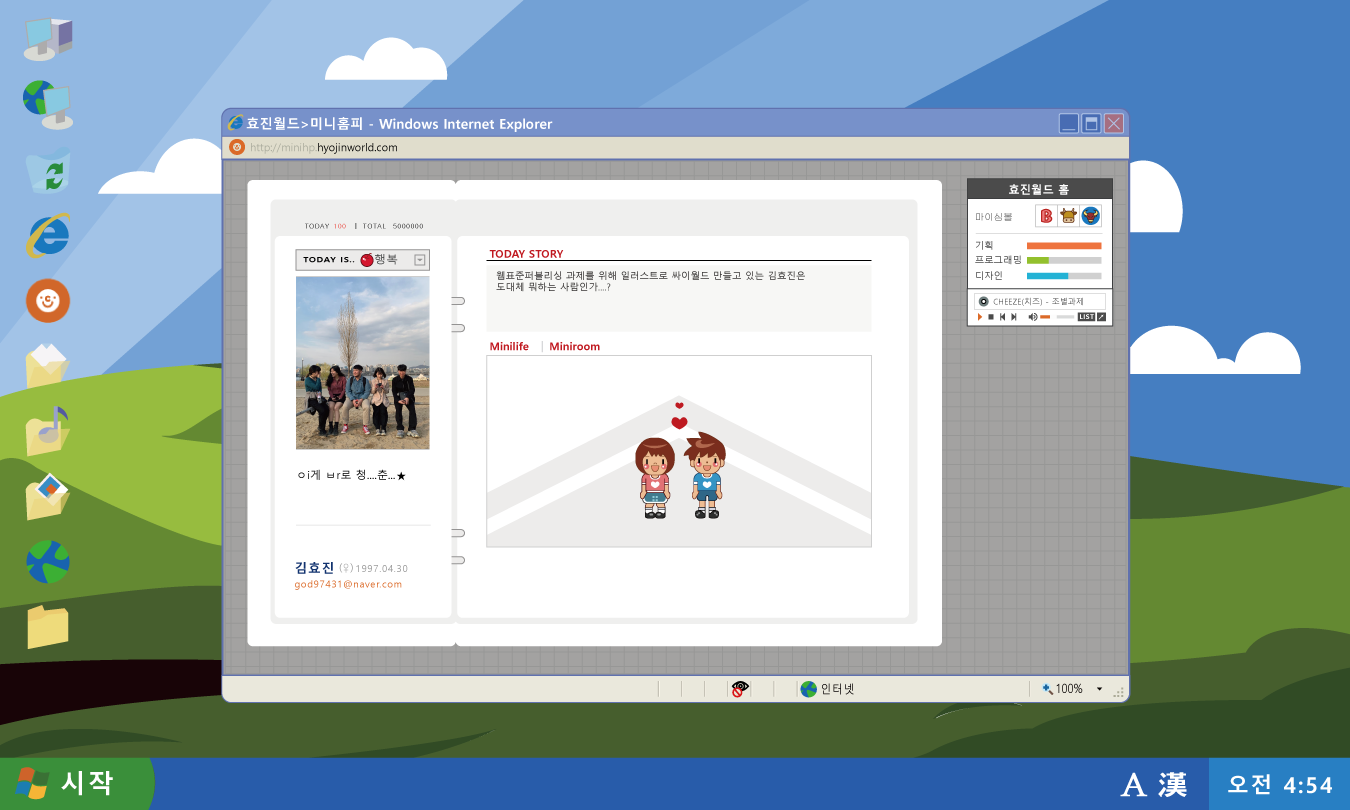 효진월드>미니홈피 - Windows Internet Explorer
http://minihp.hyojinworld.com
TODAY 100 | TOTAL 5000000
TODAY IS.. 행복
ㅇi게 ㅂr로 청....춘...★
김효진 (♀) 1997.04.30
god97431@naver.com
TODAY STORY
웹표준퍼블리싱 과제를 위해 일러스트로 싸이월드 만들고 있는 김효진은
도대체 뭐하는 사람인가....?
Minilife | Miniroom
효진월드 홈
마이심볼 B
기획
프로그래밍
디자인
CHEEZE(치즈) - 조별과제
LIST
인터넷
100%
시작
A 漢
오전 4:54